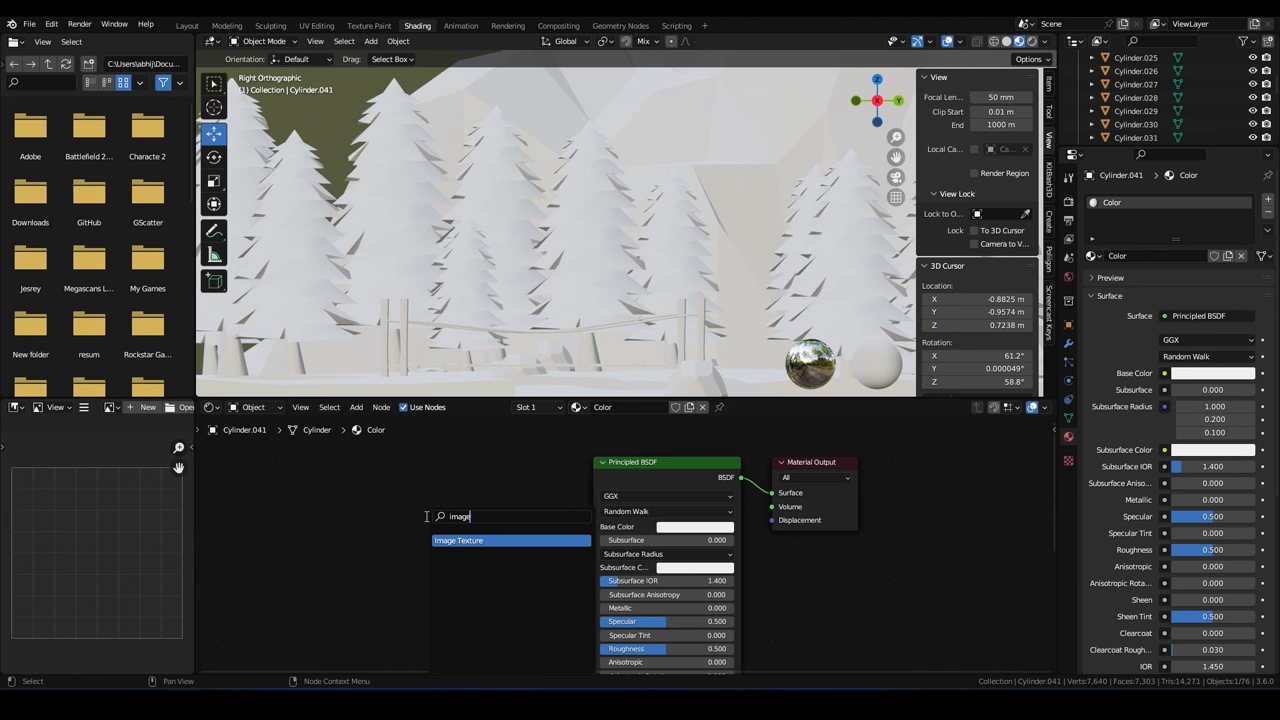 File Edit Render Window Help Layout Modeling Sculpting UV Editing Texture Paint Shading Animation Rendering Compositing Geometry Nodes Scripting + Scene ViewLayer
View Select Object Mode View Select Add Object Global Mix
C:\Users\abhij\Docu... Orientation: Default Drag: Select Box Options
Adobe Battlefield 2... Characte 2
Downloads GitHub GScatter
Jesrey Megascans L... My Games
New folder resum Rockstar Ga...
Right Orthographic
(1) Collection | Cylinder.041
X Y Z
View
Focal Len... 50 mm
Clip Start 0.01 m
End 1000 m
Local Ca... Ca...
Render Region
View Lock
Lock to O...
Lock To 3D Cursor
Camera to V...
3D Cursor
Location:
X -0.8825 m
Y -0.9574 m
Z 0.7238 m
Rotation:
X 61.2°
Y 0.000049°
Z 58.8°
Item
Tool
View
KitBash3D
Create
Poliigon
Screencast Keys
Cylinder.025
Cylinder.026
Cylinder.027
Cylinder.028
Cylinder.029
Cylinder.030
Cylinder.031
Cylinder.041 Color
Color
Color
Preview
Surface
Surface Principled BSDF
GGX
Random Walk
Base Color
Subsurface 0.000
Subsurface Radius 1.000
0.200
0.100
Subsurface Color
Subsurface IOR 1.400
Subsurface Aniso... 0.000
Metallic 0.000
Specular 0.500
Specular Tint 0.000
Roughness 0.500
Anisotropic 0.000
Anisotropic Rota... 0.000
Sheen 0.000
Sheen Tint 0.500
Clearcoat 0.000
Clearcoat Rough... 0.030
IOR 1.450
View New Ope
Object View Select Add Node Use Nodes Slot 1 Color
Cylinder.041 Cylinder Color
image
Image Texture
Principled BSDF
BSDF
GGX
Random Walk
Base Color
Subsurface 0.000
Subsurface Radius
Subsurface C...
Subsurface IOR 1.400
Subsurface Anisotropy 0.000
Metallic 0.000
Specular 0.500
Specular Tint 0.000
Roughness 0.500
Anisotropic 0.000
Material Output
All
Surface
Volume
Displacement
Select Pan View Node Context Menu Collection | Cylinder.041 | Verts:7,640 | Faces:7,303 | Tris:14,271 | Objects:1/76 | 3.6.0